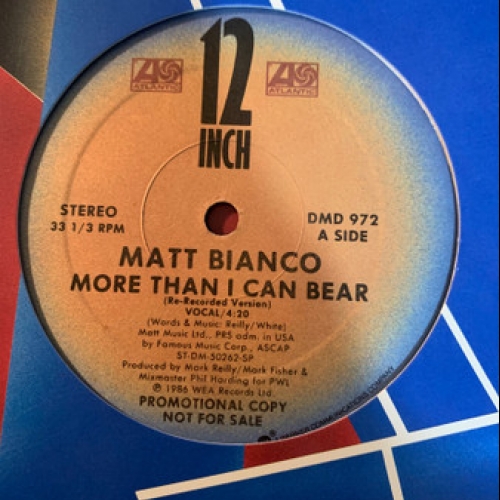 12
INCH
ATLANTIC
ATLANTIC
STEREO
33 1/3 RPM
DMD 972
A SIDE
MATT BIANCO
MORE THAN I CAN BEAR
(Re-Recorded Version)
VOCAL/4:20
(Words & Music: Reilly/White)
Matt Music Ltd., PRS adm. in USA
by Famous Music Corp., ASCAP
ST-DM-50262-SP
Produced by Mark Reilly/Mark Fisher &
Mixmaster Phil Harding for PWL
Ⓟ 1986 WEA Records Ltd.
PROMOTIONAL COPY
NOT FOR SALE